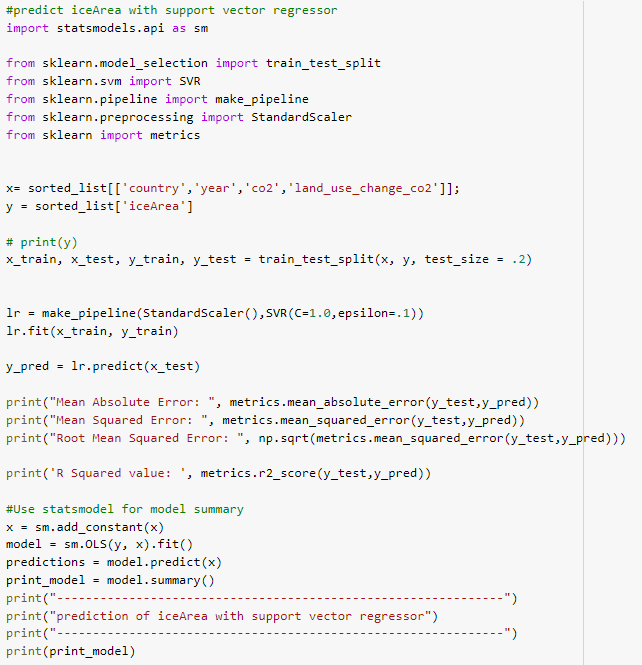 #predict iceArea with support vector regressor
import statsmodels.api as sm
from sklearn.model_selection import train_test_split
from sklearn.svm import SVR
from sklearn.pipeline import make_pipeline
from sklearn.preprocessing import StandardScaler
from sklearn import metrics
x= sorted_list[['country','year','co2','land_use_change_co2']];
y = sorted_list['iceArea']
# print(y)
x_train, x_test, y_train, y_test = train_test_split(x, y, test_size = .2)
lr = make_pipeline(StandardScaler(),SVR(C=1.0,epsilon=.1))
lr.fit(x_train, y_train)
y_pred = lr.predict(x_test)
print("Mean Absolute Error: ", metrics.mean_absolute_error(y_test,y_pred))
print("Mean Squared Error: ", metrics.mean_squared_error(y_test,y_pred))
print("Root Mean Squared Error: ", np.sqrt(metrics.mean_squared_error(y_test,y_pred)))
print('R Squared value: ', metrics.r2_score(y_test,y_pred))
#Use statsmodel for model summary
x = sm.add_constant(x)
model = sm.OLS(y, x).fit()
predictions = model.predict(x)
print_model = model.summary()
print("--------------------------------------------------------------")
print("prediction of iceArea with support vector regressor")
print("--------------------------------------------------------------")
print(print_model)